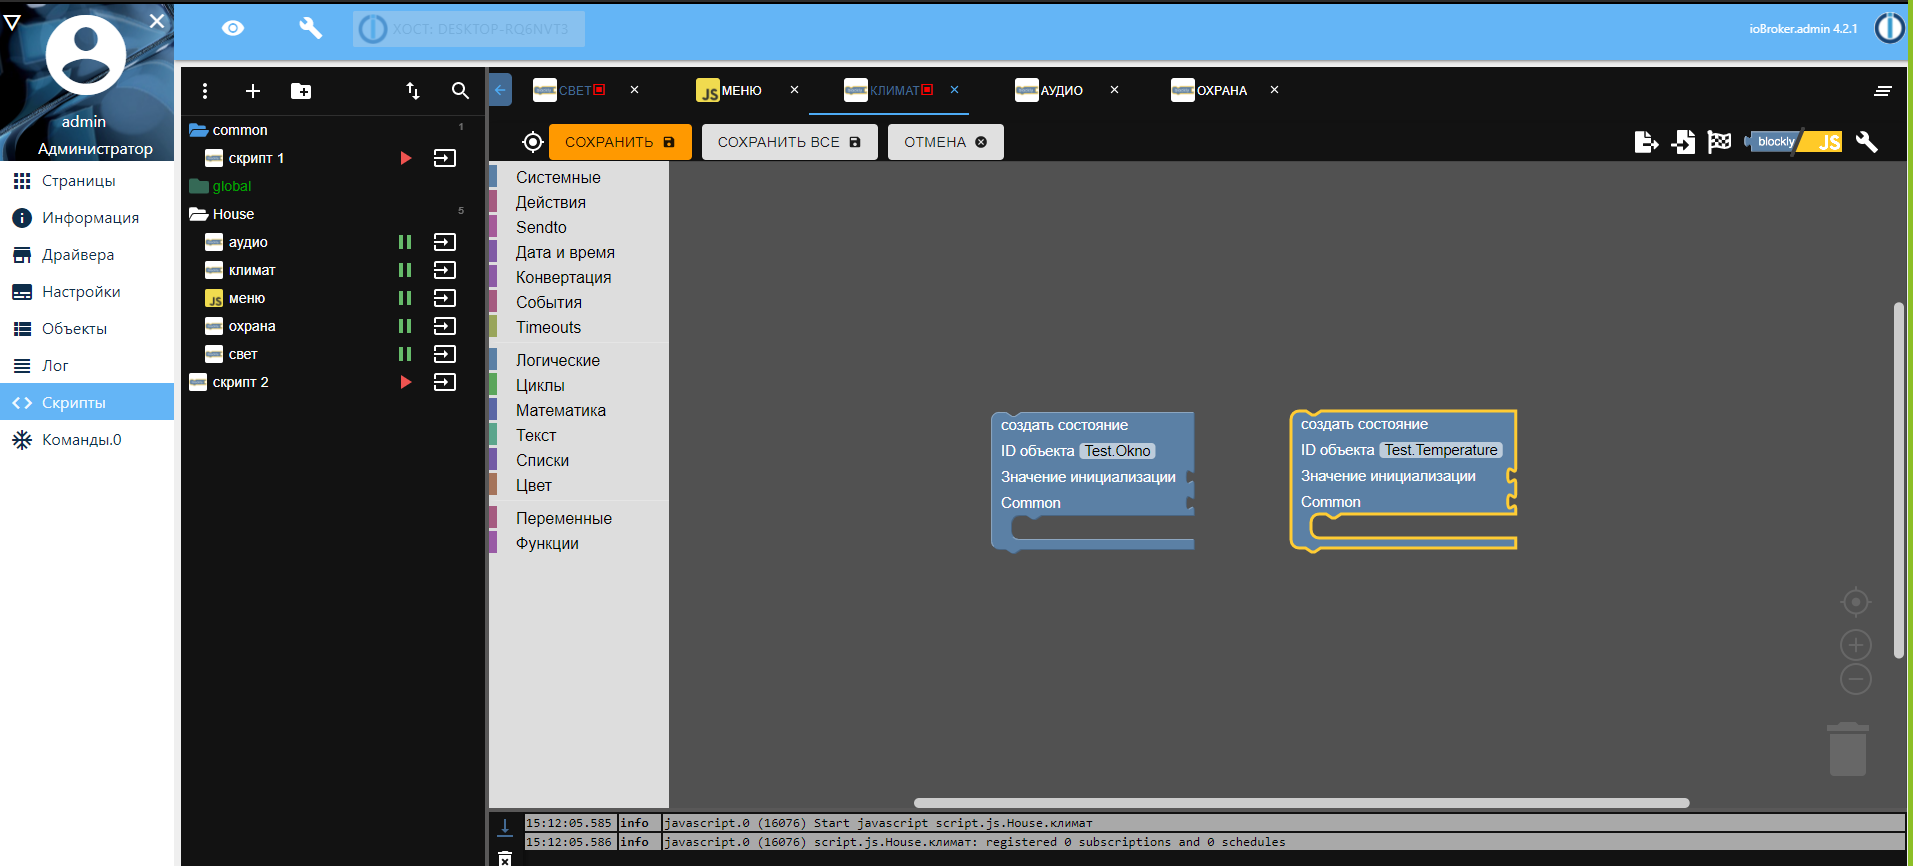 ХОСТ: DESKTOP-RQ6NVT3
ioBroker.admin 4.2.1
admin
Администратор
Страницы
Информация
Драйвера
Настройки
Объекты
Лог
Скрипты
Команды.0
common 1
скрипт 1
global
House 5
аудио
климат
JS меню
охрана
свет
скрипт 2
СВЕТ
JS МЕНЮ
КЛИМАТ
АУДИО
ОХРАНА
СОХРАНИТЬ
СОХРАНИТЬ ВСЕ
ОТМЕНА
blockly JS
Системные
Действия
Sendto
Дата и время
Конвертация
События
Timeouts
Логические
Циклы
Математика
Текст
Списки
Цвет
Переменные
Функции
создать состояние
ID объекта Test.Okno
Значение инициализации
Common
создать состояние
ID объекта Test.Temperature
Значение инициализации
Common
15:12:05.585 info javascript.0 (16076) Start javascript script.js.House.климат
15:12:05.586 info javascript.0 (16076) script.js.House.климат: registered 0 subscriptions and 0 schedules